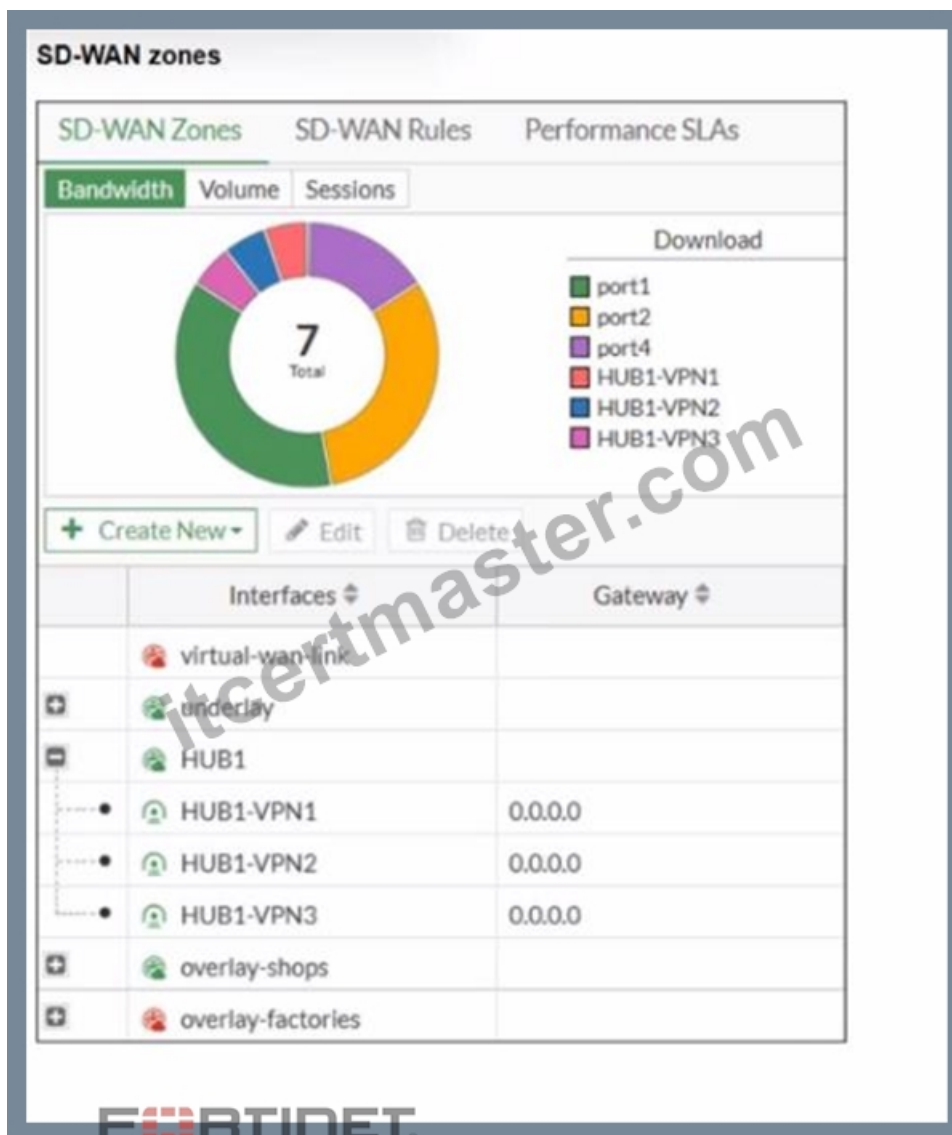 SD-WAN zones
SD-WAN Zones SD-WAN Rules Performance SLAs
Bandwidth Volume Sessions
Download
7
Total
port1
port2
port4
HUB1-VPN1
HUB1-VPN2
HUB1-VPN3
itcertmaster.com
Create New Edit Delete
Interfaces Gateway
virtual-wan-link
underlay
HUB1
HUB1-VPN1 0.0.0.0
HUB1-VPN2 0.0.0.0
HUB1-VPN3 0.0.0.0
overlay-shops
overlay-factories
FORTINET